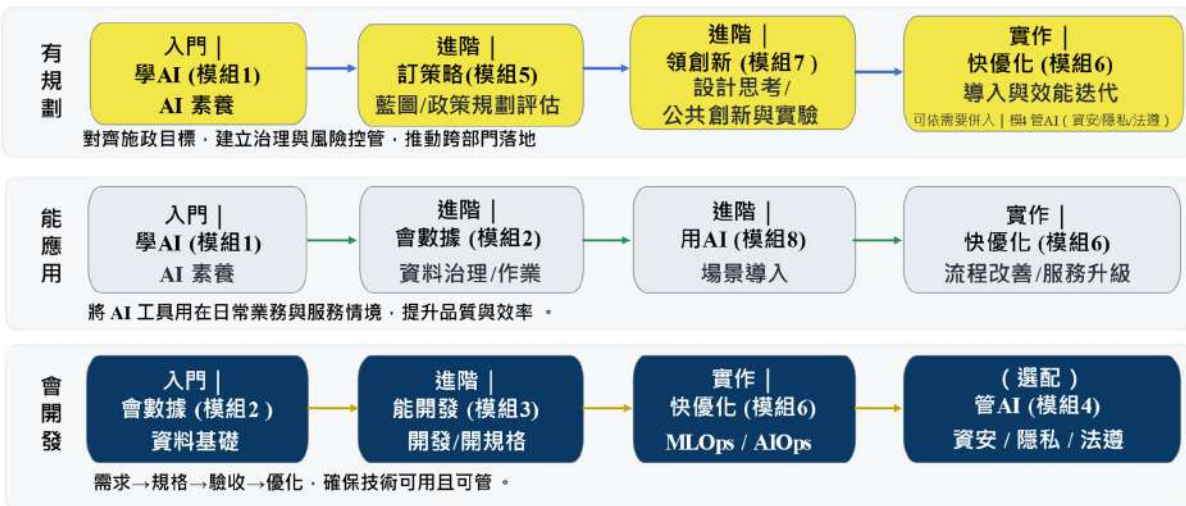 有規劃
入門｜
學AI (模組1)
AI 素養
進階｜
訂策略(模組5)
藍圖/政策規劃評估
進階｜
領創新 (模組7 )
設計思考/
公共創新與實驗
實作｜
快優化 (模組6)
導入與效能迭代
可依需要併入｜模4 管AI ( 資安/隱私/法遵 )
對齊施政目標，建立治理與風險控管，推動跨部門落地
能應用
入門｜
學AI (模組1)
AI 素養
進階｜
會數據 (模組2)
資料治理/作業
進階｜
用AI (模組8)
場景導入
實作｜
快優化 (模組6)
流程改善/服務升級
將 AI 工具用在日常業務與服務情境，提升品質與效率 。
會開發
入門｜
會數據 (模組2 )
資料基礎
進階｜
能開發 (模組3)
開發/開規格
實作｜
快優化 (模組6)
MLOps / AIOps
（選配）
管AI (模組4)
資安 / 隱私 / 法遵
需求→規格→驗收→優化，確保技術可用且可管 。